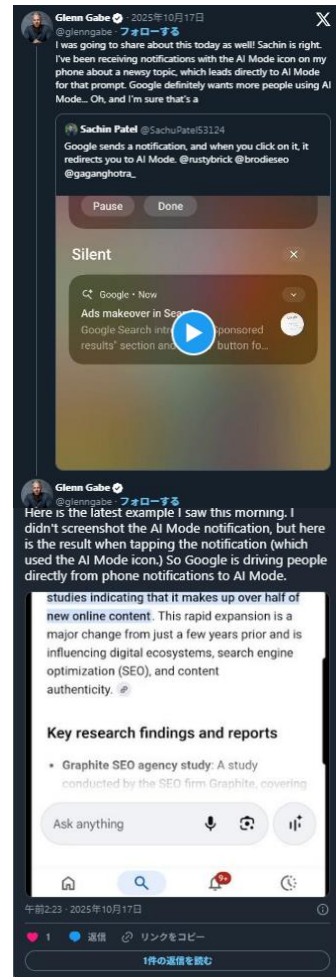 Glenn Gabe · 2025年10月17日
@glenngabe · フォローする
I was going to share about this today as well! Sachin is right.
I've been receiving notifications with the AI Mode icon on my
phone about a newsy topic, which leads directly to AI Mode
for that prompt. Google definitely wants more people using AI
Mode... Oh, and I'm sure that's a
Sachin Patel @SachuPatel53124
Google sends a notification, and when you click on it, it
redirects you to AI Mode. @rustybrick @brodieseo
@gaganghotra_
Pause
Done
Silent
Google • Now
Ads makeover in Sea
Google Search intr
ponsored
results' section and
button fo...
Glenn Gabe
@glenngabe · フォローする
Here is the latest example I saw this morning. I
didn't screenshot the AI Mode notification, but here
is the result when tapping the notification (which
used the AI Mode icon.) So Google is driving people
directly from phone notifications to AI Mode.
studies indicating that it makes up over half of
new online content. This rapid expansion is a
major change from just a few years prior and is
influencing digital ecosystems, search engine
optimization (SEO), and content
authenticity.
Key research findings and reports
• Graphite SEO agency study: A study
conducted by the SEO firm Graphite, covering
Ask anything
9+
午前2:23 · 2025年10月17日
1
返信
リンクをコピー
1件の返信を読む